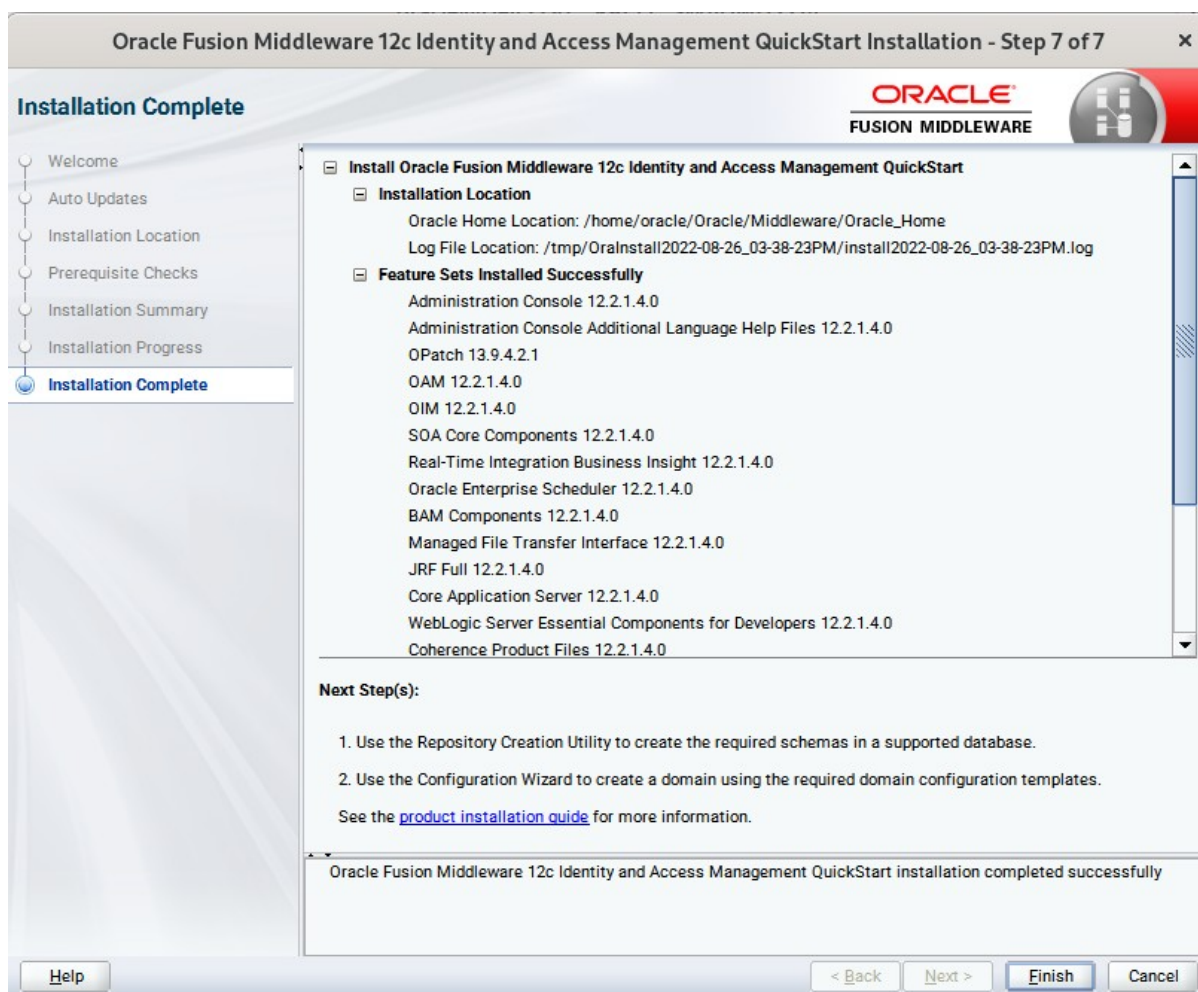 Oracle Fusion Middleware 12c Identity and Access Management QuickStart Installation - Step 7 of 7
Installation Complete
ORACLE
FUSION MIDDLEWARE
Welcome
Auto Updates
Installation Location
Prerequisite Checks
Installation Summary
Installation Progress
Installation Complete
Install Oracle Fusion Middleware 12c Identity and Access Management QuickStart
Installation Location
Oracle Home Location: /home/oracle/Oracle/Middleware/Oracle_Home
Log File Location: /tmp/OraInstall2022-08-26_03-38-23PM/install2022-08-26_03-38-23PM.log
Feature Sets Installed Successfully
Administration Console 12.2.1.4.0
Administration Console Additional Language Help Files 12.2.1.4.0
OPatch 13.9.4.2.1
OAM 12.2.1.4.0
OIM 12.2.1.4.0
SOA Core Components 12.2.1.4.0
Real-Time Integration Business Insight 12.2.1.4.0
Oracle Enterprise Scheduler 12.2.1.4.0
BAM Components 12.2.1.4.0
Managed File Transfer Interface 12.2.1.4.0
JRF Full 12.2.1.4.0
Core Application Server 12.2.1.4.0
WebLogic Server Essential Components for Developers 12.2.1.4.0
Coherence Product Files 12.2.1.4.0
Next Step(s):
1. Use the Repository Creation Utility to create the required schemas in a supported database.
2. Use the Configuration Wizard to create a domain using the required domain configuration templates.
See the product installation guide for more information.
Oracle Fusion Middleware 12c Identity and Access Management QuickStart installation completed successfully
Help
< Back
Next >
Finish
Cancel